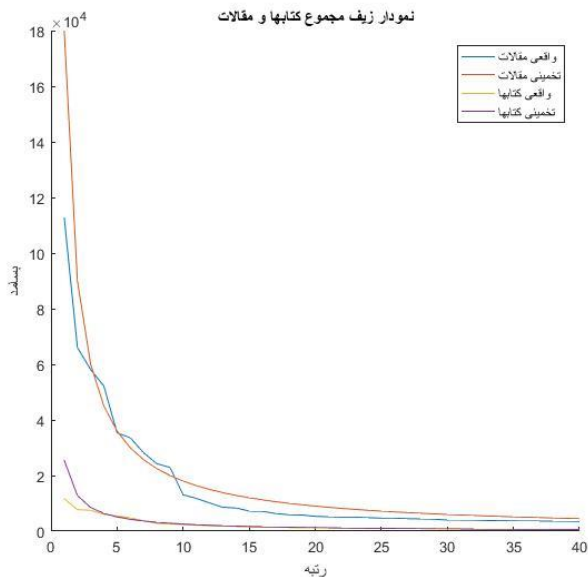 نمودار زیف مجموع کتابها و مقالات
×10⁴
واقعی مقالات
تخمینی مقالات
واقعی کتابها
تخمینی کتابها
18
16
14
12
10
8
6
4
2
0
بسآمد
0 5 10 15 20 25 30 35 40
رتبه